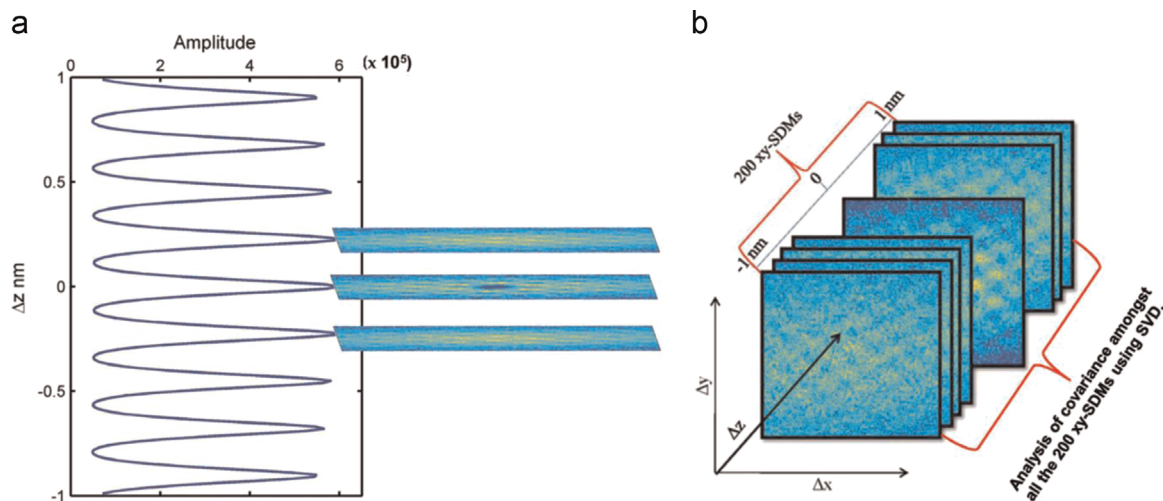 a
Amplitude
0 2 4 6 (x 10⁵)
1
0.5
0
-0.5
-1
Δz nm
b
200 xy-SDMs
1 nm
0
-1 nm
Δy
Δz
Δx
Analysis of covariance amongst
all the 200 xy-SDMs using SVD.